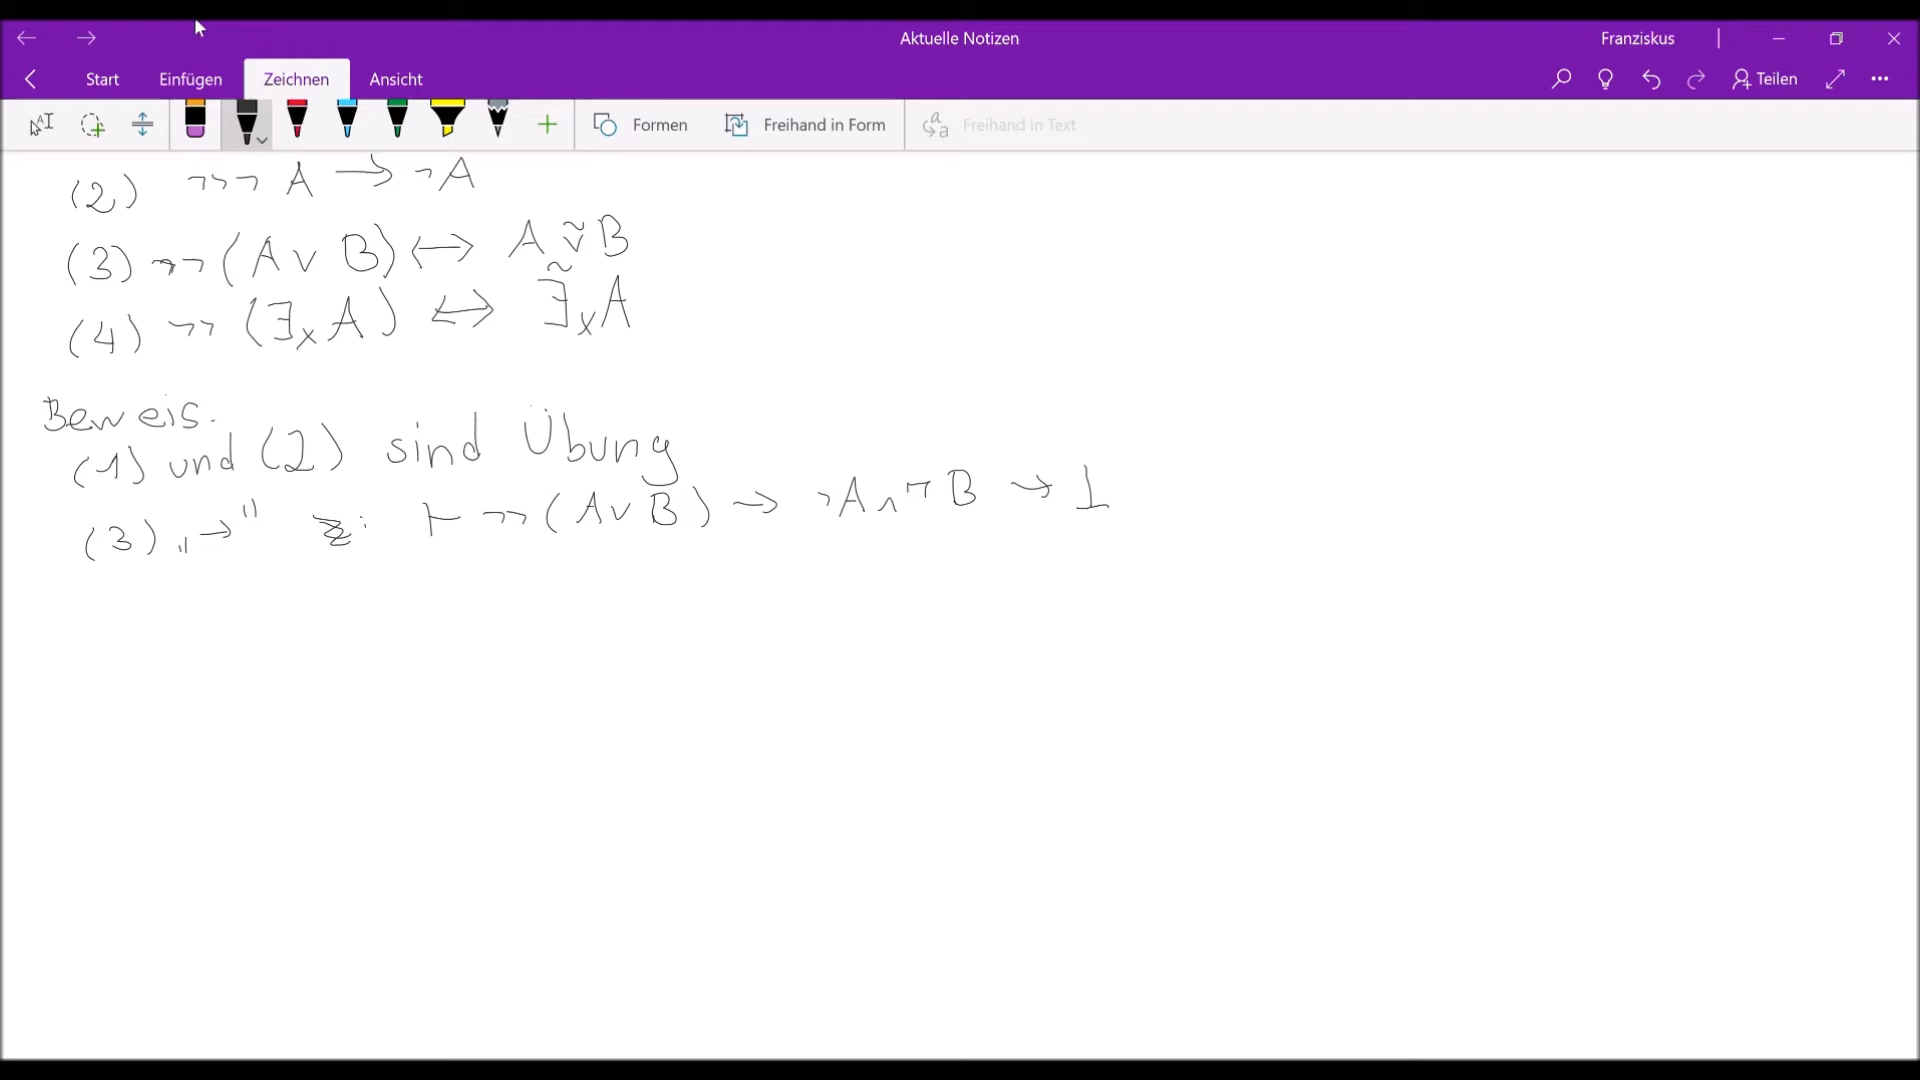 Aktuelle Notizen
Franziskus
Start Einfügen Zeichnen Ansicht
Teilen
Formen Freihand in Form Freihand in Text
(2) ¬¬¬A → ¬A
(3) ¬¬(A∨B) ↔ A ∨̃ B
(4) ¬¬(∃ₓA) ↔ ∃̃ₓA
Beweis.
(1) und (2) sind Übung
(3) „→" Z: ⊢ ¬¬(A∨B) → ¬A∧¬B → ⊥